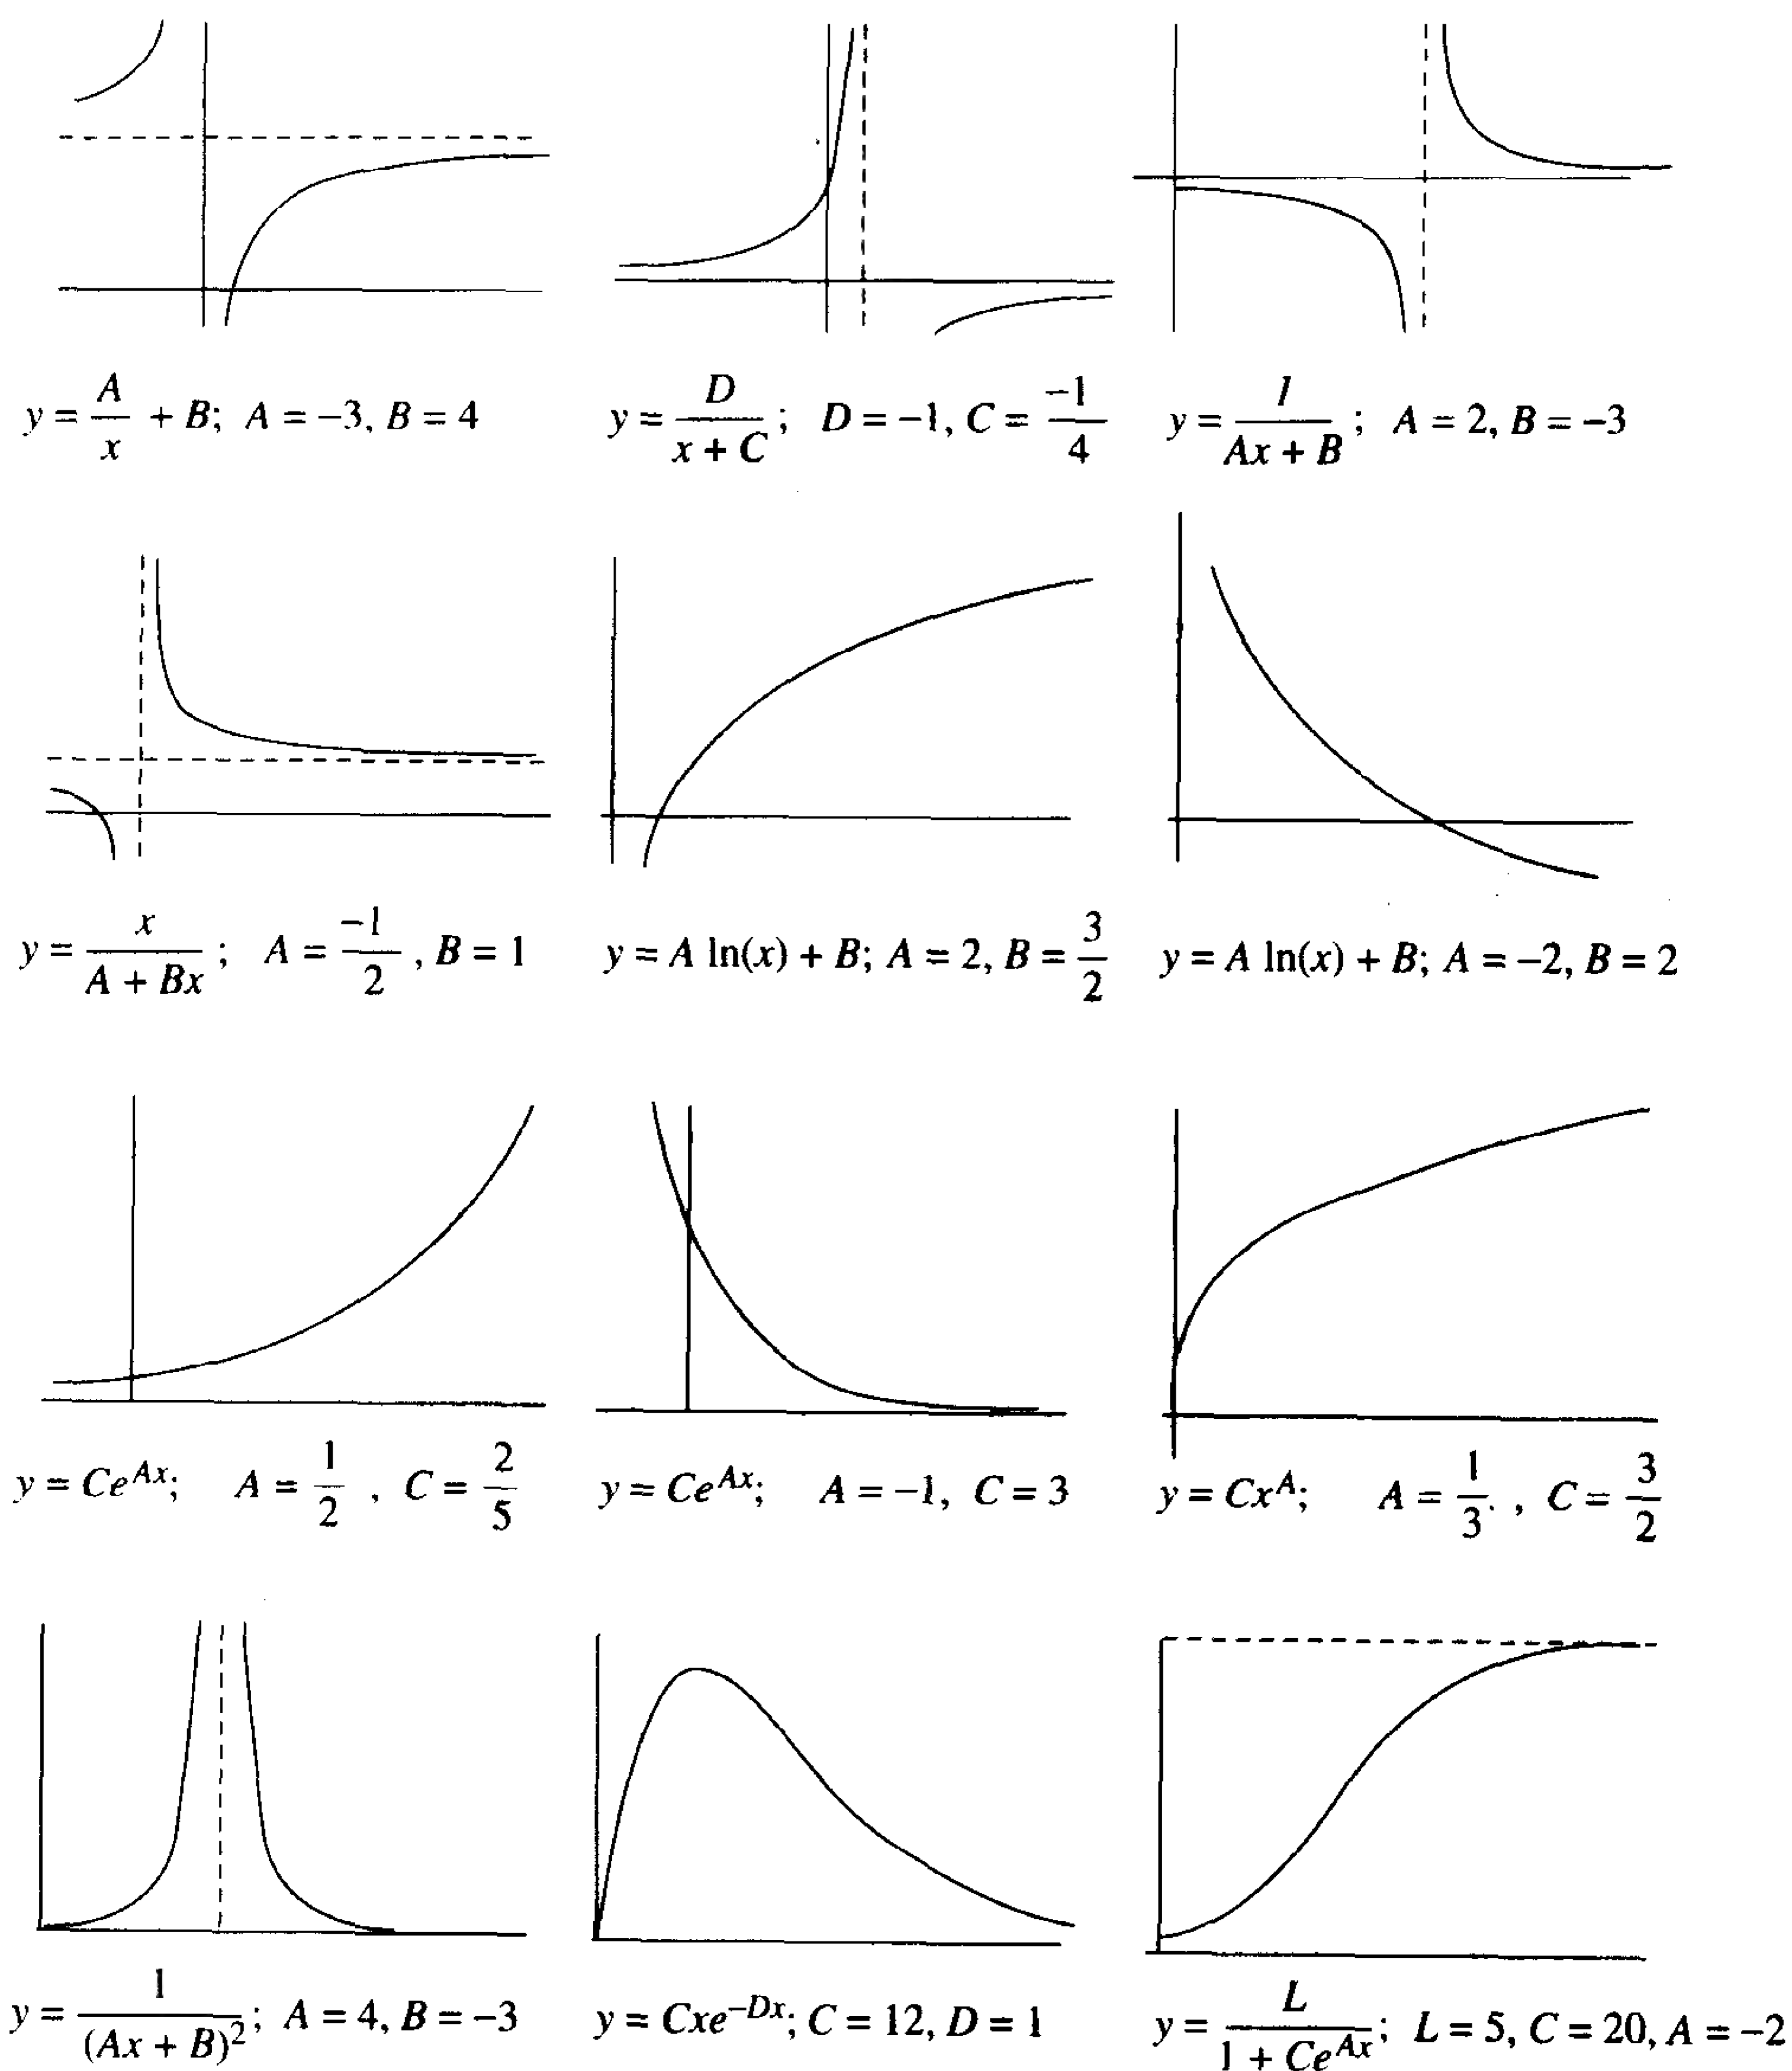 y = A/x + B; A = −3, B = 4
y = D/(x + C); D = −1, C = −1/4
y = 1/(Ax + B); A = 2, B = −3
y = x/(A + Bx); A = −1/2, B = 1
y = A ln(x) + B; A = 2, B = 3/2
y = A ln(x) + B; A = −2, B = 2
y = Ce^{Ax}; A = 1/2, C = 2/5
y = Ce^{Ax}; A = −1, C = 3
y = Cx^A; A = 1/3, C = 3/2
y = 1/(Ax + B)²; A = 4, B = −3
y = Cxe^{−Dx}; C = 12, D = 1
y = L/(1 + Ce^{Ax}); L = 5, C = 20, A = −2